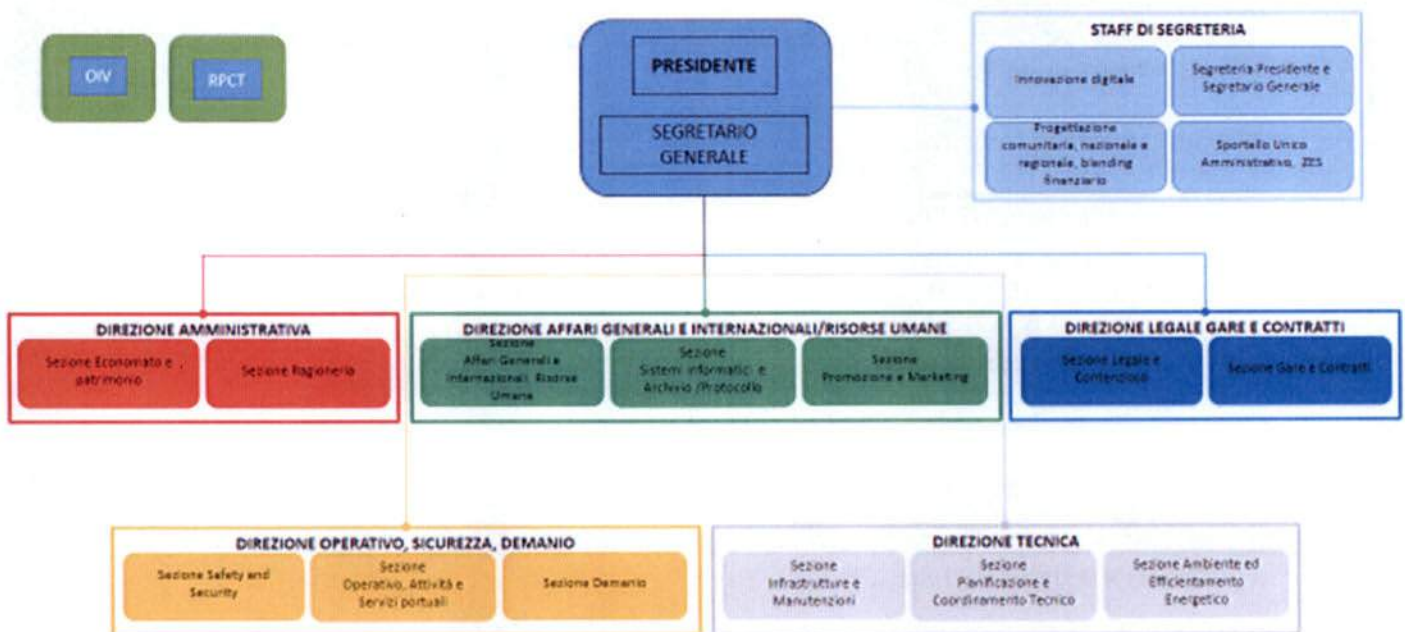 OIV
RPCT
PRESIDENTE
SEGRETARIO
GENERALE
STAFF DI SEGRETERIA
Innovazione digitale
Segreteria Presidente e
Segretario Generale
Progettazione
comunitaria, nazionale e
regionale, blending
finanziario
Sportello Unico
Amministrativo, ZES
DIREZIONE AMMINISTRATIVA
Sezione Economato e ,
patrimonio
Sezione Ragioneria
DIREZIONE AFFARI GENERALI E INTERNAZIONALI/RISORSE UMANE
Sezione
Affari Generali e
Internazionali, Risorse
Umane
Sezione
Sistemi informatici e
Archivio /Protocollo
Sezione
Promozione e Marketing
DIREZIONE LEGALE GARE E CONTRATTI
Sezione Legale e
Contenzioso
Sezione Gare e Contratti
DIREZIONE OPERATIVO, SICUREZZA, DEMANIO
Sezione Safety and
Security
Sezione
Operativo, Attività e
Servizi portuali
Sezione Demanio
DIREZIONE TECNICA
Sezione
Infrastrutture e
Manutenzioni
Sezione
Pianificazione e
Coordinamento Tecnico
Sezione Ambiente ed
Efficientamento
Energetico